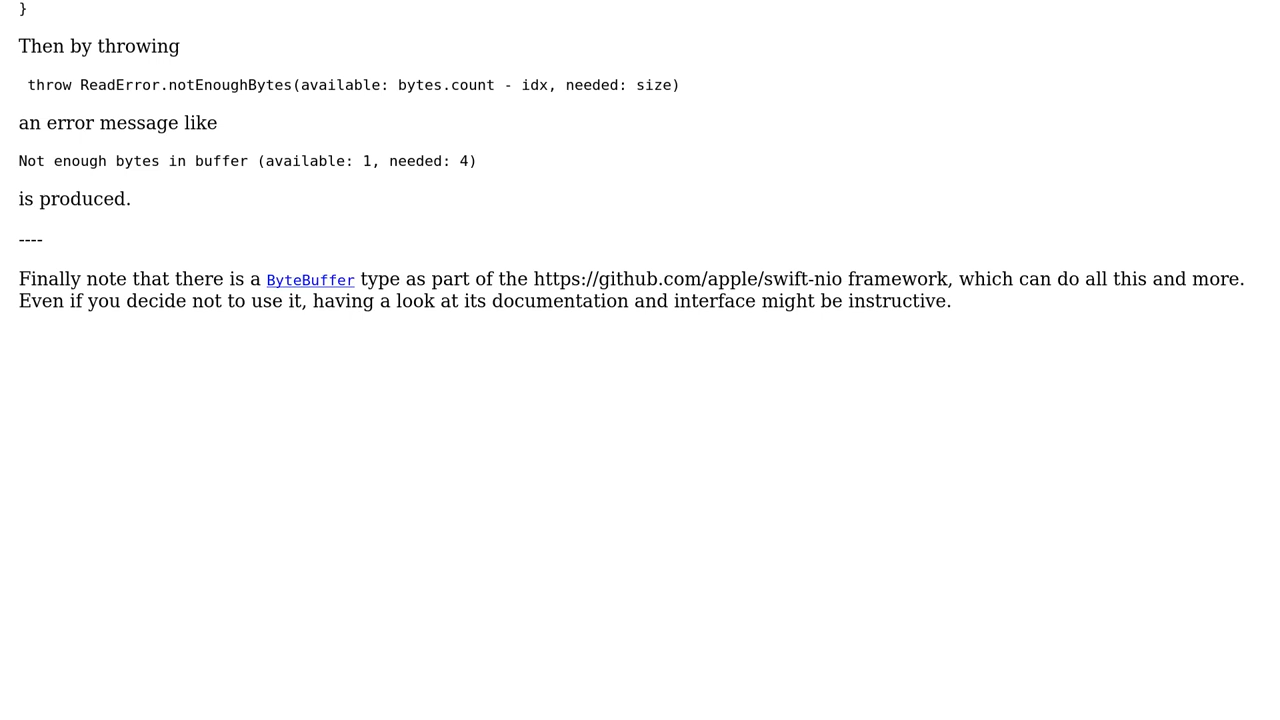 }
Then by throwing
throw ReadError.notEnoughBytes(available: bytes.count - idx, needed: size)
an error message like
Not enough bytes in buffer (available: 1, needed: 4)
is produced.
----
Finally note that there is a ByteBuffer type as part of the https://github.com/apple/swift-nio framework, which can do all this and more.
Even if you decide not to use it, having a look at its documentation and interface might be instructive.